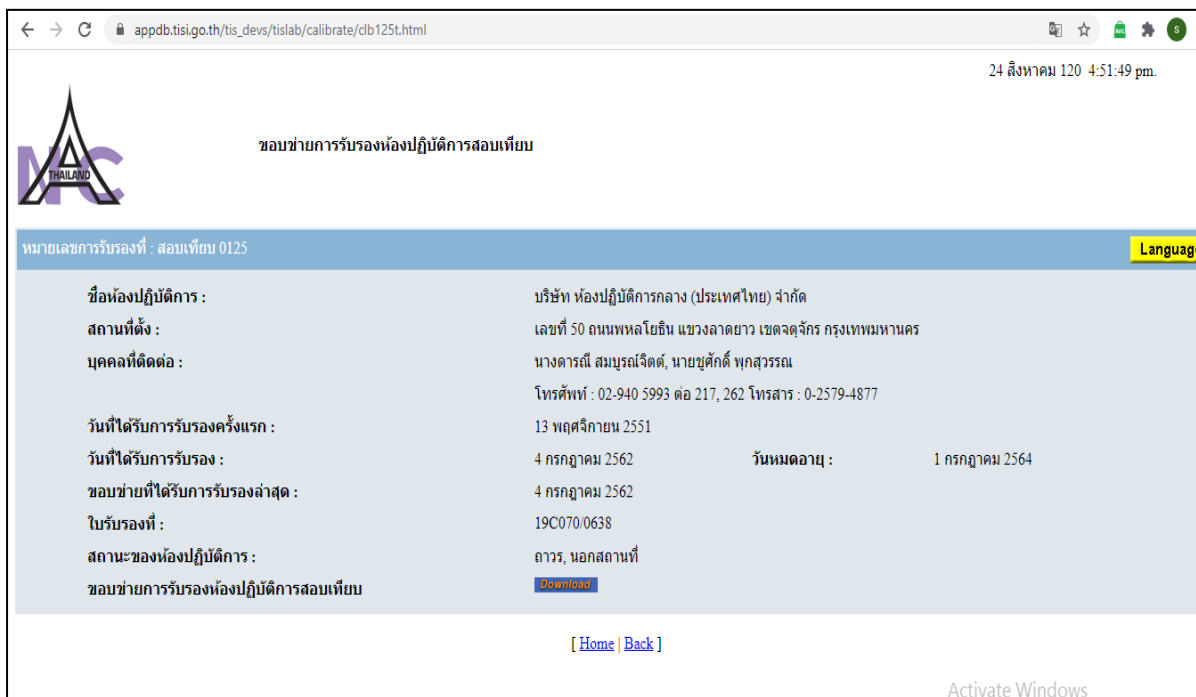 appdb.tisi.go.th/tis_devs/tislab/calibrate/clb125t.html
S
24 สิงหาคม 120 4:51:49 pm.
NAC
THAILAND
ขอบข่ายการรับรองห้องปฏิบัติการสอบเทียบ
หมายเลขการรับรองที่ : สอบเทียบ 0125
Languag
ชื่อห้องปฏิบัติการ : บริษัท ห้องปฏิบัติการกลาง (ประเทศไทย) จำกัด
สถานที่ตั้ง : เลขที่ 50 ถนนพหลโยธิน แขวงลาดยาว เขตจตุจักร กรุงเทพมหานคร
บุคคลที่ติดต่อ : นางดารณี สมบูรณ์จิตต์, นายชูศักดิ์ พุกสุวรรณ
โทรศัพท์ : 02-940 5993 ต่อ 217, 262 โทรสาร : 0-2579-4877
วันที่ได้รับการรับรองครั้งแรก : 13 พฤศจิกายน 2551
วันที่ได้รับการรับรอง : 4 กรกฎาคม 2562 วันหมดอายุ : 1 กรกฎาคม 2564
ขอบข่ายที่ได้รับการรับรองล่าสุด : 4 กรกฎาคม 2562
ใบรับรองที่ : 19C070/0638
สถานะของห้องปฏิบัติการ : ถาวร, นอกสถานที่
ขอบข่ายการรับรองห้องปฏิบัติการสอบเทียบ Download
[ Home | Back ]
Activate Windows